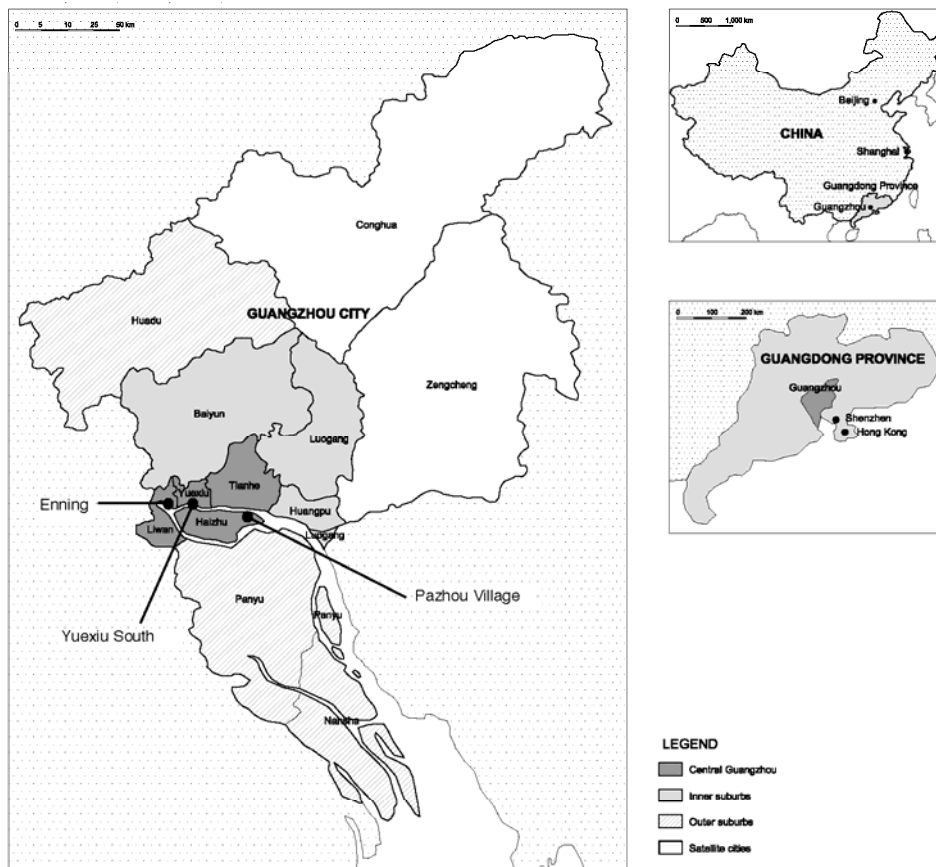 0 5 10 25 50 km
Conghua
GUANGZHOU CITY
Huadu
Zengcheng
Baiyun
Luogang
Tianhe
Yuexiu
Enning
Huangpu
Haizhu
Liwan
Luogang
Panyu
Pazhou Village
Panyu
Yuexiu South
Nansha
0 500 1,000 km
Beijing
CHINA
Shanghai
Guangdong Province
Guangzhou
0 100 200 km
GUANGDONG PROVINCE
Guangzhou
Shenzhen
Hong Kong
LEGEND
Central Guangzhou
Inner suburbs
Outer suburbs
Satellite cities